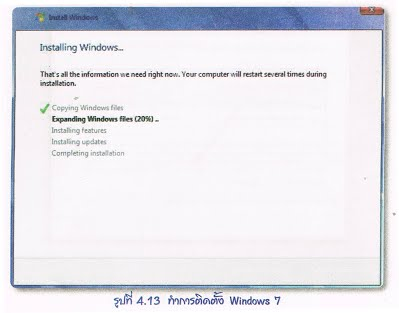 Install Windows
Installing Windows...
That's all the information we need right now. Your computer will restart several times during
installation.
Copying Windows files
Expanding Windows files (20%) ...
Installing features
Installing updates
Completing installation
รูปที่ 4.13 ทำการติดตั้ง Windows 7